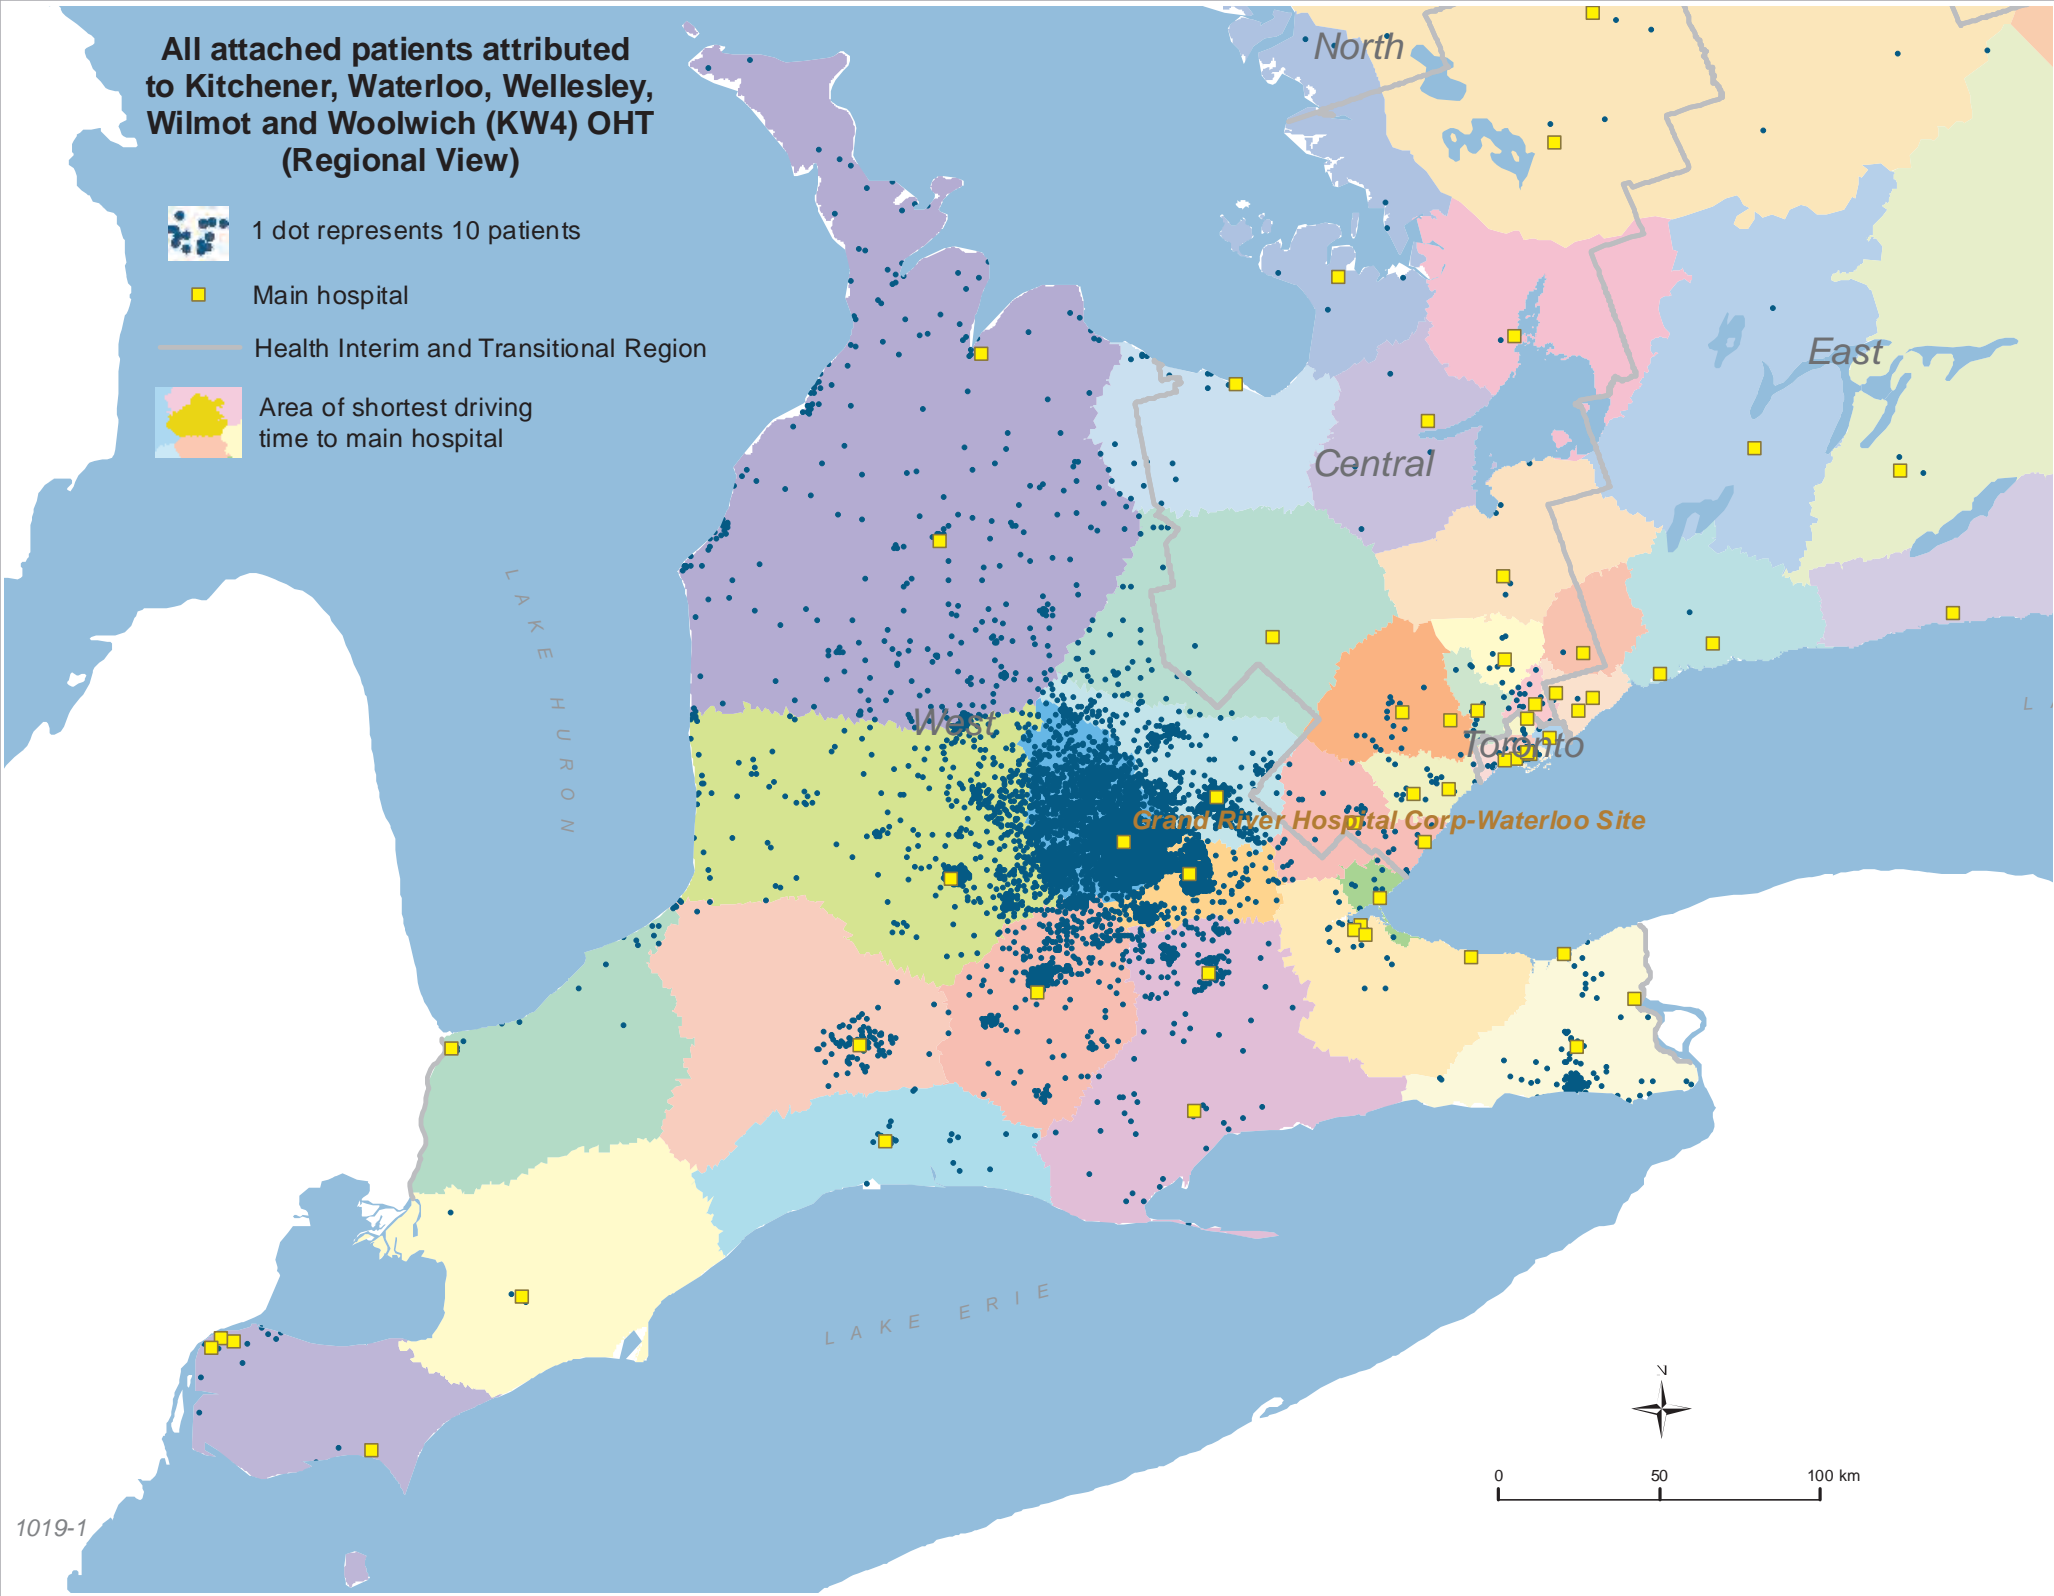 All attached patients attributed
to Kitchener, Waterloo, Wellesley,
Wilmot and Woolwich (KW4) OHT
(Regional View)
1 dot represents 10 patients
Main hospital
Health Interim and Transitional Region
Area of shortest driving
time to main hospital
North
East
Central
West
Toronto
Grand River Hospital Corp-Waterloo Site
LAKE HURON
LAKE ERIE
L A
N
0 50 100 km
1019-1